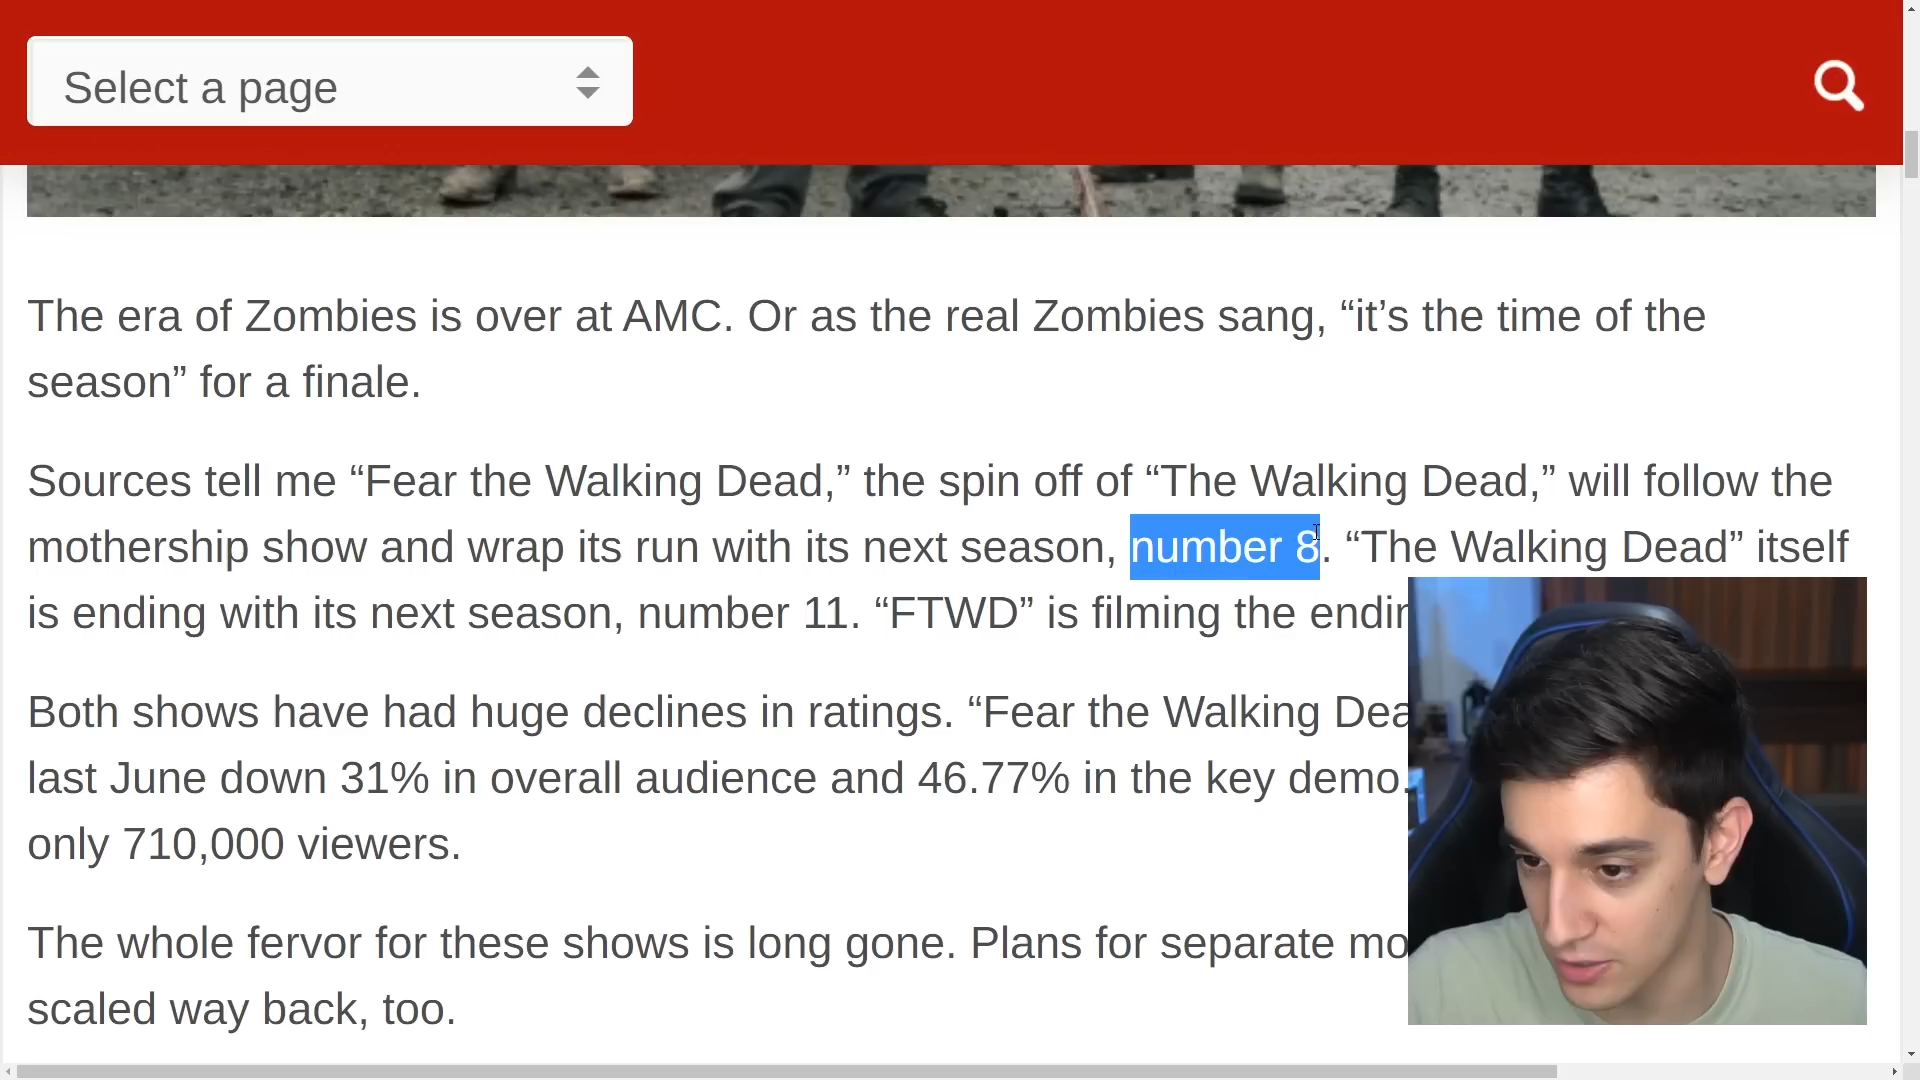 Select a page
The era of Zombies is over at AMC. Or as the real Zombies sang, “it’s the time of the
season” for a finale.
Sources tell me “Fear the Walking Dead,” the spin off of “The Walking Dead,” will follow the
mothership show and wrap its run with its next season, number 8. “The Walking Dead” itself
is ending with its next season, number 11. “FTWD” is filming the
Both shows have had huge declines in ratings. “Fear the Walking
last June down 31% in overall audience and 46.77% in the key demo.
only 710,000 viewers.
The whole fervor for these shows is long gone. Plans for separate
scaled way back, too.